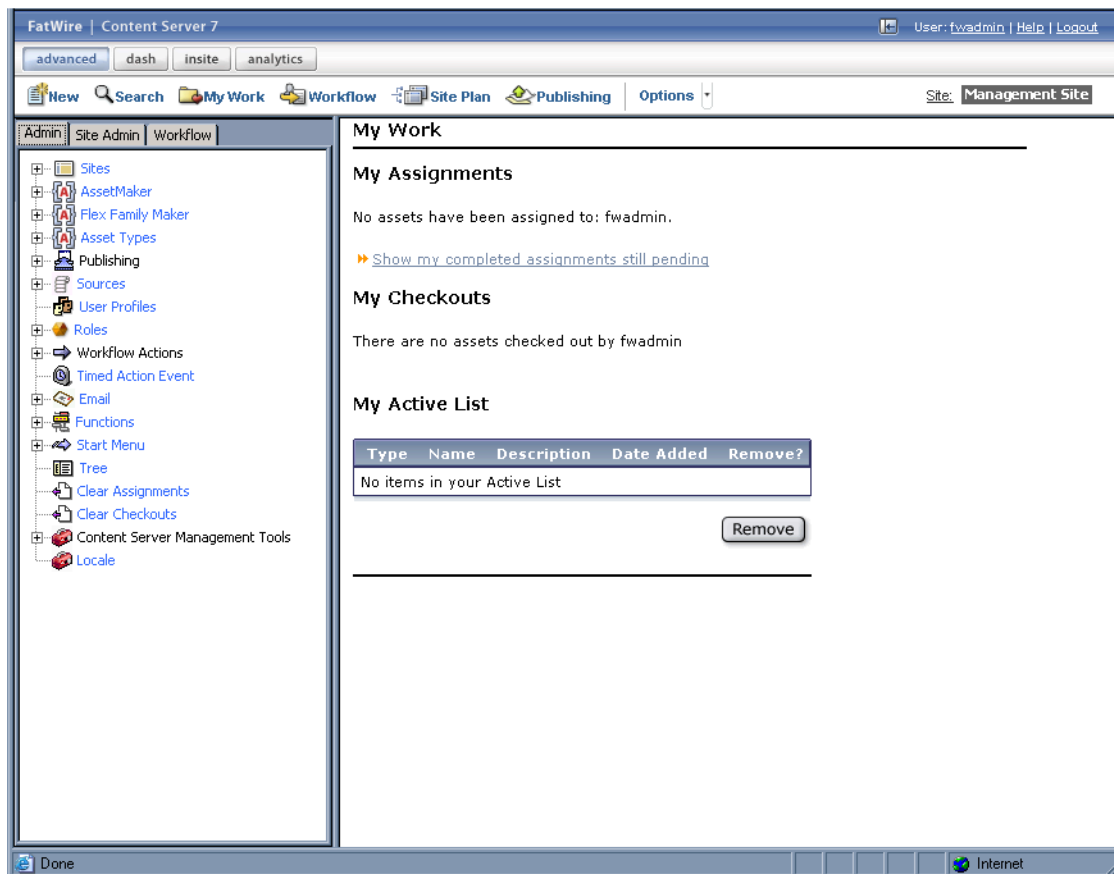 FatWire | Content Server 7
User: fwadmin | Help | Logout
advanced dash insite analytics
New Search My Work Workflow Site Plan Publishing Options Site: Management Site
Admin Site Admin Workflow
Sites
AssetMaker
Flex Family Maker
Asset Types
Publishing
Sources
User Profiles
Roles
Workflow Actions
Timed Action Event
Email
Functions
Start Menu
Tree
Clear Assignments
Clear Checkouts
Content Server Management Tools
Locale
My Work
My Assignments
No assets have been assigned to: fwadmin.
Show my completed assignments still pending
My Checkouts
There are no assets checked out by fwadmin
My Active List
Type Name Description Date Added Remove?
No items in your Active List
Remove
Done
Internet